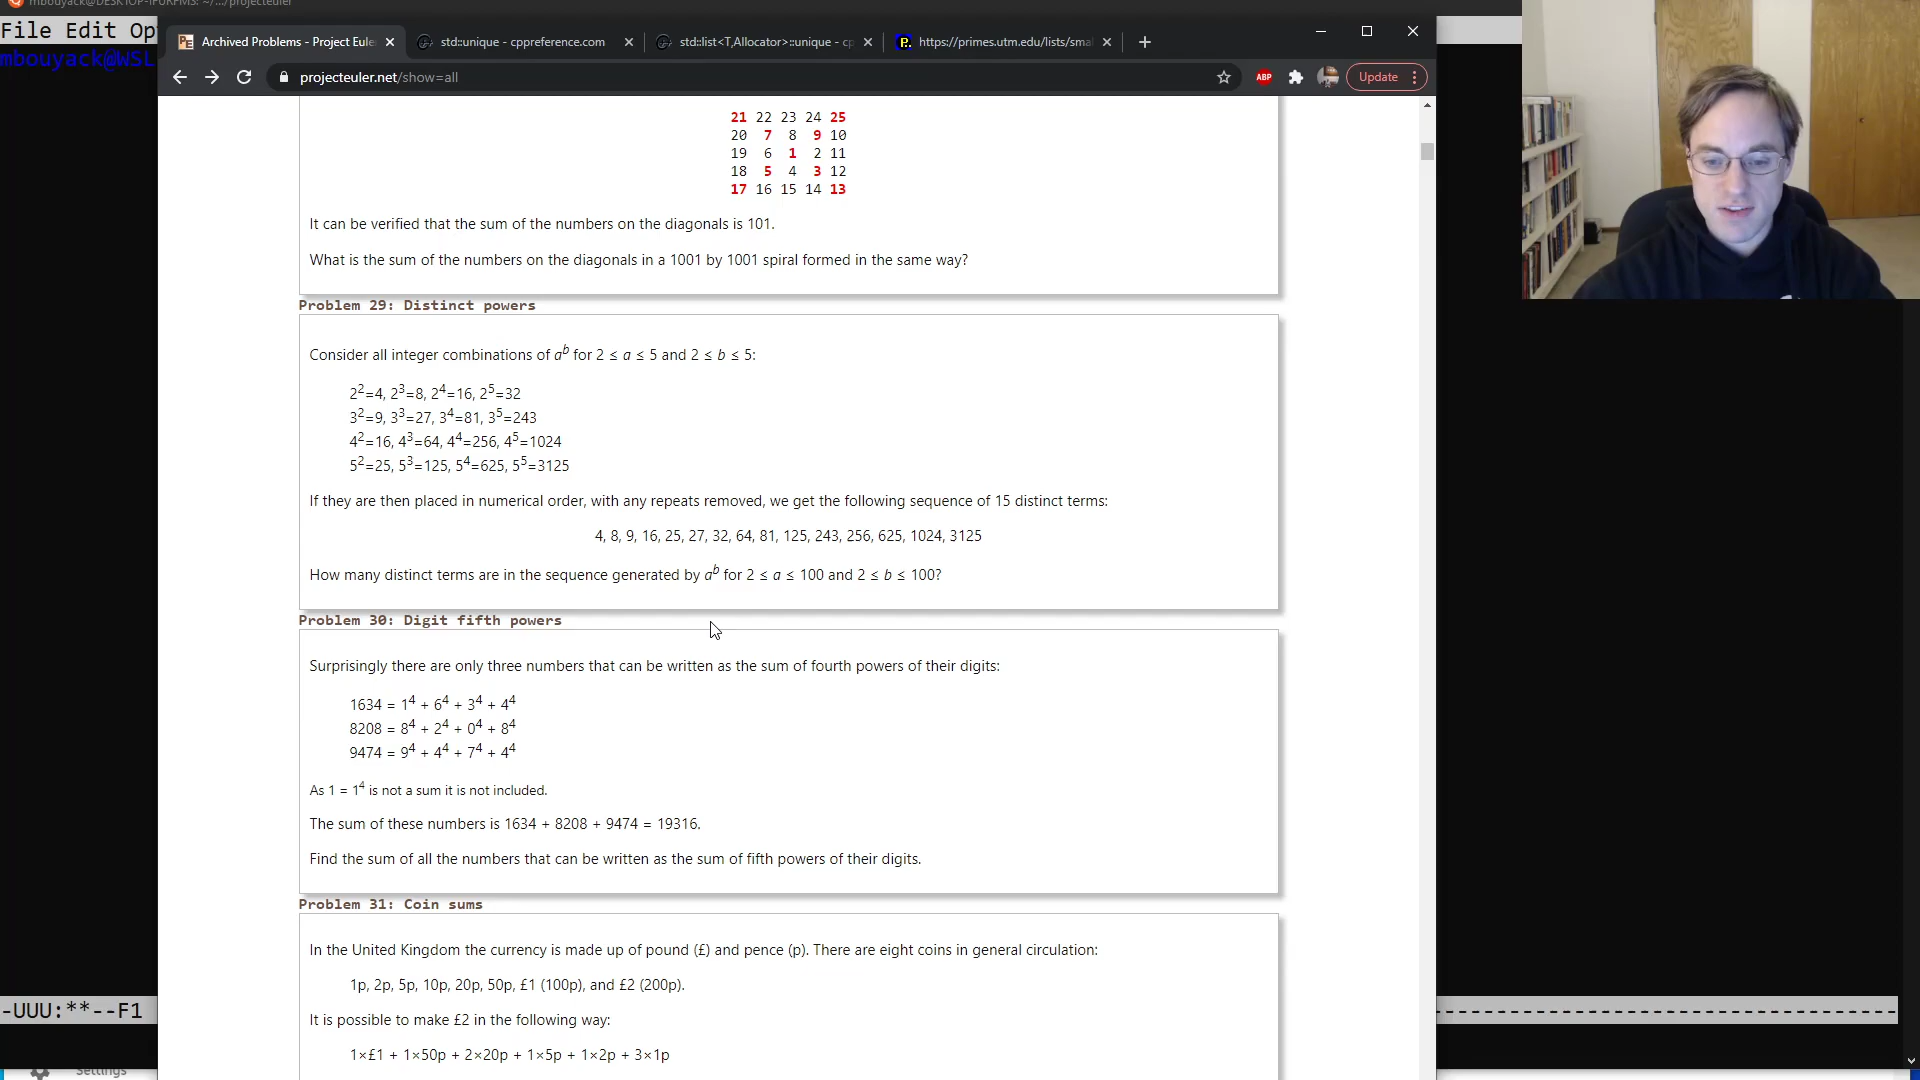 mbouyack@DESKTOP-IFURFMS: ~/.../projecteuler
File Edit Op
mbouyack@WSL
Archived Problems - Project Eule
std::unique - cppreference.com
std::list<T,Allocator>::unique - cp
https://primes.utm.edu/lists/smal
projecteuler.net/show=all
ABP
Update
21 22 23 24 25
20 7 8 9 10
19 6 1 2 11
18 5 4 3 12
17 16 15 14 13
It can be verified that the sum of the numbers on the diagonals is 101.
What is the sum of the numbers on the diagonals in a 1001 by 1001 spiral formed in the same way?
Problem 29: Distinct powers
Consider all integer combinations of a^b for 2 ≤ a ≤ 5 and 2 ≤ b ≤ 5:
2^2=4, 2^3=8, 2^4=16, 2^5=32
3^2=9, 3^3=27, 3^4=81, 3^5=243
4^2=16, 4^3=64, 4^4=256, 4^5=1024
5^2=25, 5^3=125, 5^4=625, 5^5=3125
If they are then placed in numerical order, with any repeats removed, we get the following sequence of 15 distinct terms:
4, 8, 9, 16, 25, 27, 32, 64, 81, 125, 243, 256, 625, 1024, 3125
How many distinct terms are in the sequence generated by a^b for 2 ≤ a ≤ 100 and 2 ≤ b ≤ 100?
Problem 30: Digit fifth powers
Surprisingly there are only three numbers that can be written as the sum of fourth powers of their digits:
1634 = 1^4 + 6^4 + 3^4 + 4^4
8208 = 8^4 + 2^4 + 0^4 + 8^4
9474 = 9^4 + 4^4 + 7^4 + 4^4
As 1 = 1^4 is not a sum it is not included.
The sum of these numbers is 1634 + 8208 + 9474 = 19316.
Find the sum of all the numbers that can be written as the sum of fifth powers of their digits.
Problem 31: Coin sums
In the United Kingdom the currency is made up of pound (£) and pence (p). There are eight coins in general circulation:
1p, 2p, 5p, 10p, 20p, 50p, £1 (100p), and £2 (200p).
It is possible to make £2 in the following way:
1×£1 + 1×50p + 2×20p + 1×5p + 1×2p + 3×1p
-UUU:**--F1
Settings